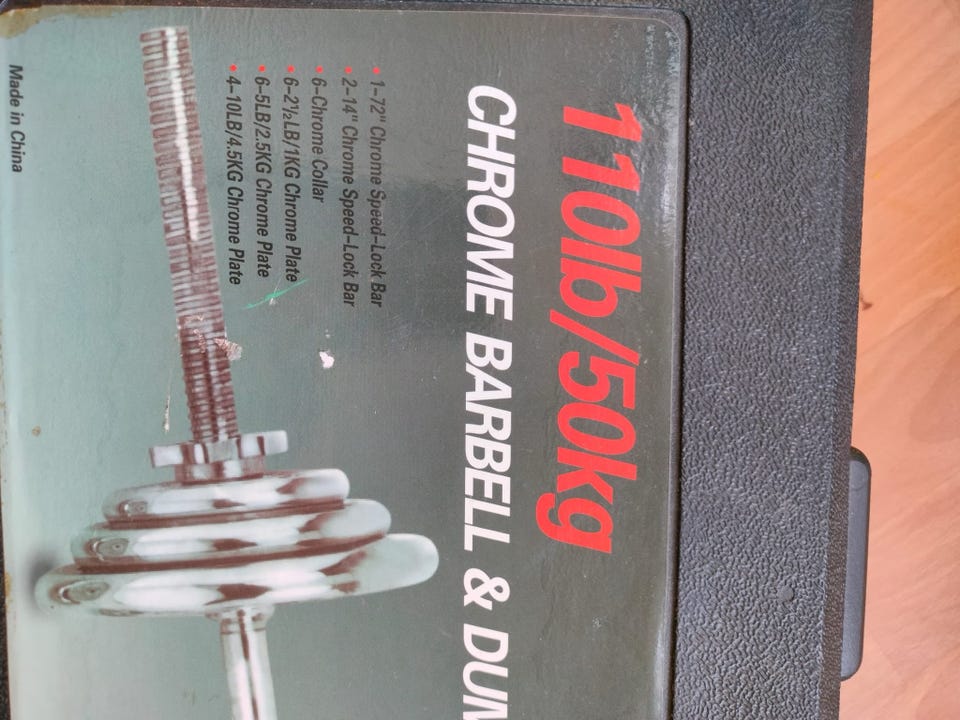 110lb/50kg
CHROME BARBELL & DUM
• 1-72" Chrome Speed-Lock Bar
• 2-14" Chrome Speed-Lock Bar
• 6-Chrome Collar
• 6-2½LB/1KG Chrome Plate
• 6-5LB/2.5KG Chrome Plate
• 4-10LB/4.5KG Chrome Plate
Made in China